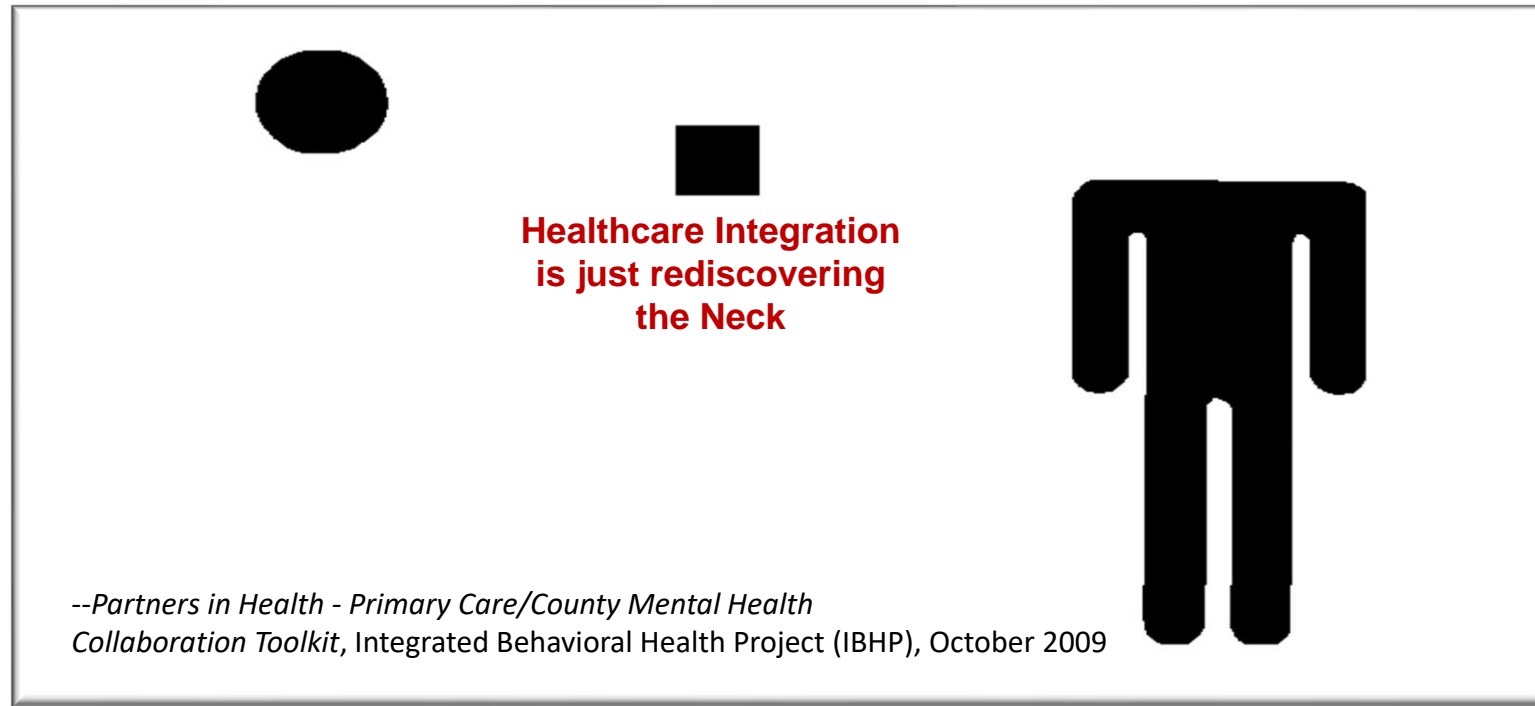 Healthcare Integration
is just rediscovering
the Neck
--Partners in Health - Primary Care/County Mental Health
Collaboration Toolkit, Integrated Behavioral Health Project (IBHP), October 2009